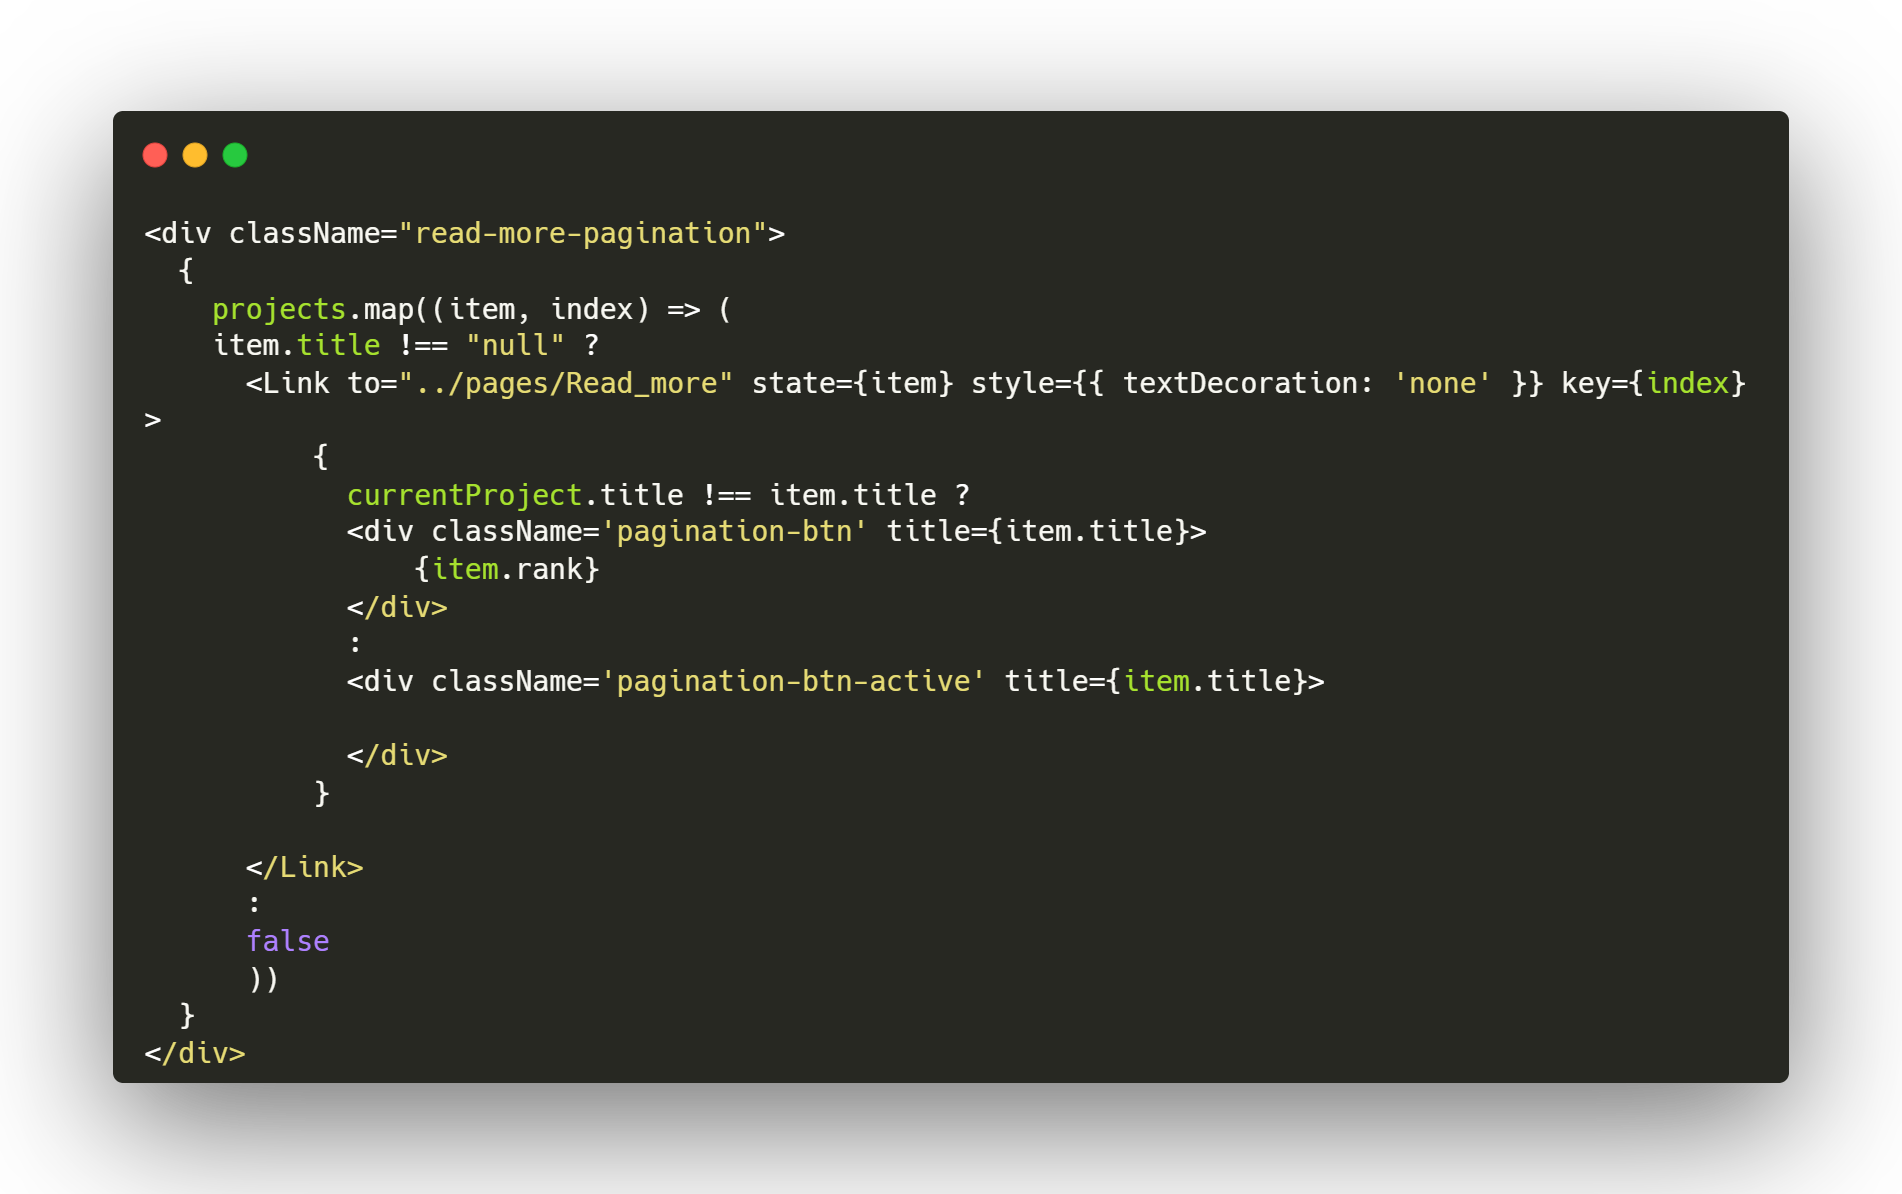 <div className="read-more-pagination">
  {
    projects.map((item, index) => (
    item.title !== "null" ?
      <Link to="../pages/Read_more" state={item} style={{ textDecoration: 'none' }} key={index}
>
          {
            currentProject.title !== item.title ?
            <div className='pagination-btn' title={item.title}>
                {item.rank}
            </div>
            :
            <div className='pagination-btn-active' title={item.title}>
            </div>
          }
      </Link>
      :
      false
      ))
  }
</div>